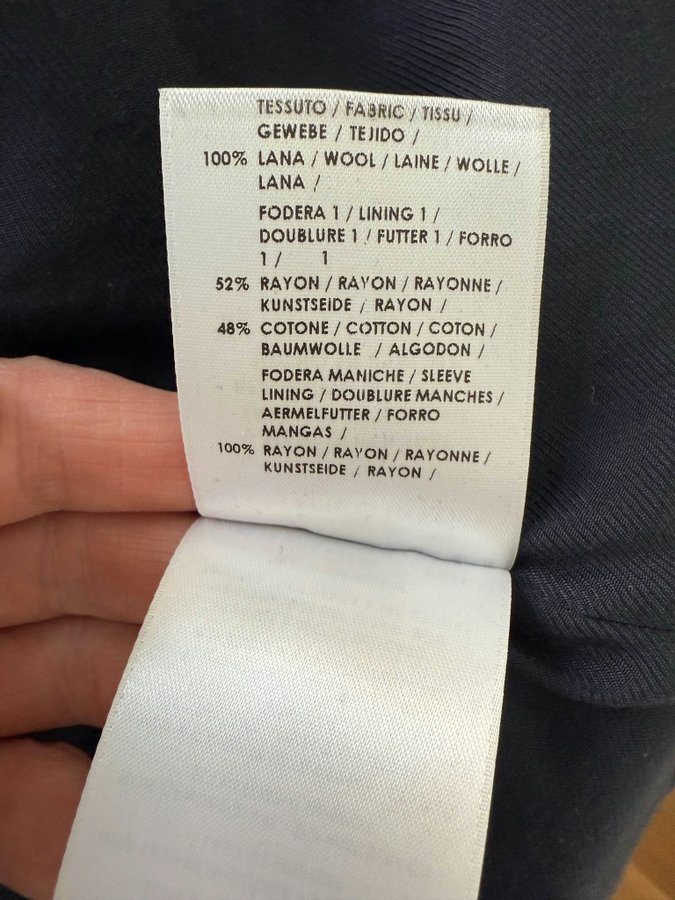 TESSUTO / FABRIC / TISSU /
GEWEBE / TEJIDO /
100% LANA / WOOL / LAINE / WOLLE /
LANA /
FODERA 1 / LINING 1 /
DOUBLURE 1 / FUTTER 1 / FORRO
1 / 1
52% RAYON / RAYON / RAYONNE /
KUNSTSEIDE / RAYON /
48% COTONE / COTTON / COTON /
BAUMWOLLE / ALGODON /
FODERA MANICHE / SLEEVE
LINING / DOUBLURE MANCHES /
AERMELFUTTER / FORRO
MANGAS /
100% RAYON / RAYON / RAYONNE /
KUNSTSEIDE / RAYON /